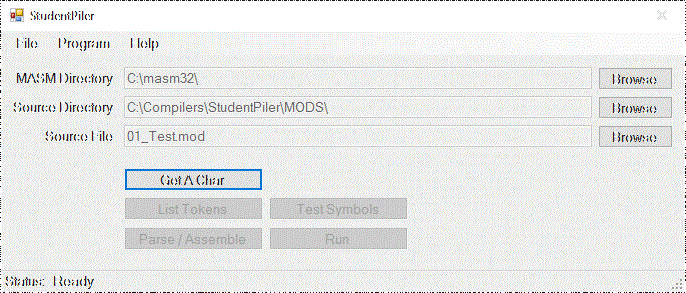 StudentPiler
File Program Help
MASM Directory C:\masm32\ Browse
Source Directory C:\Compilers\StudentPiler\MODS\ Browse
Source File 01_Test.mod Browse
Get A Char
List Tokens Test Symbols
Parse / Assemble Run
Status: Ready